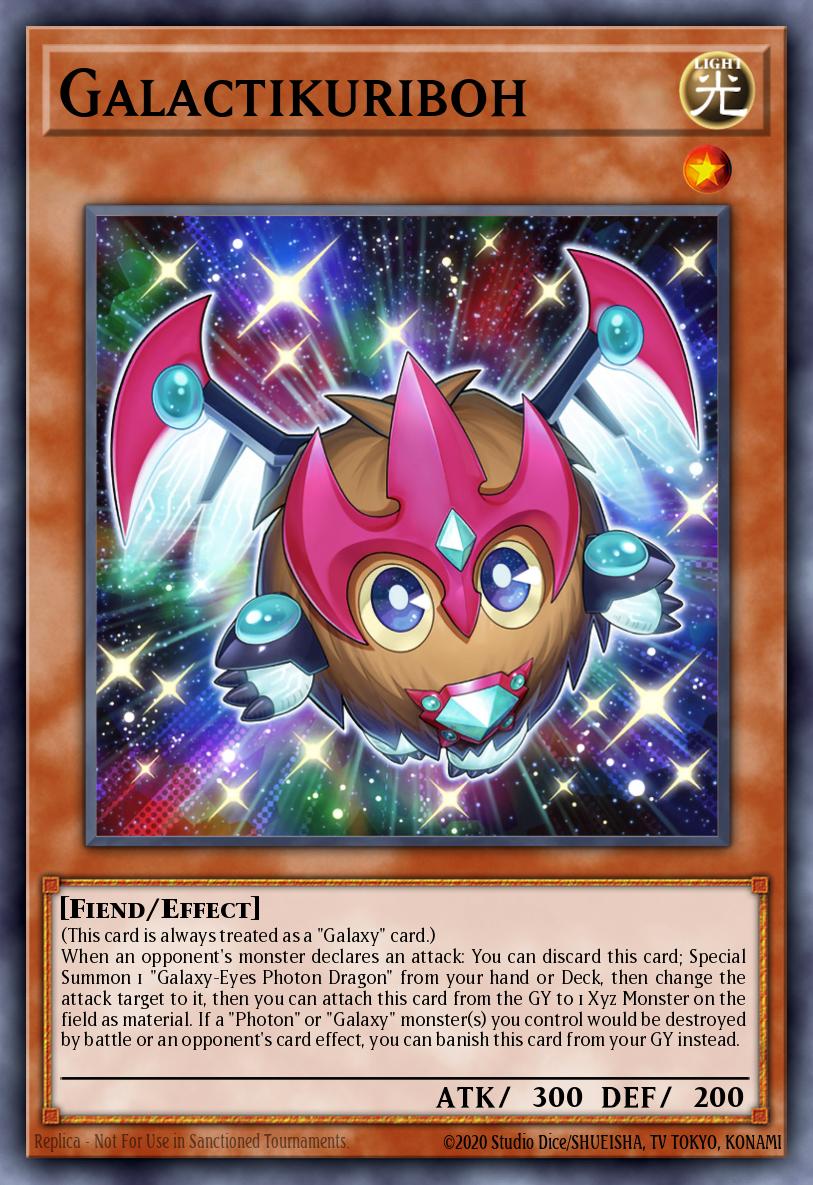 GALACTIKURIBOH
LIGHT
光
[FIEND/EFFECT]
(This card is always treated as a "Galaxy" card.)
When an opponent's monster declares an attack: You can discard this card; Special
Summon 1 "Galaxy-Eyes Photon Dragon" from your hand or Deck, then change the
attack target to it, then you can attach this card from the GY to 1 Xyz Monster on the
field as material. If a "Photon" or "Galaxy" monster(s) you control would be destroyed
by battle or an opponent's card effect, you can banish this card from your GY instead.
ATK/ 300 DEF/ 200
Replica - Not For Use in Sanctioned Tournaments.
©2020 Studio Dice/SHUEISHA, TV TOKYO, KONAMI